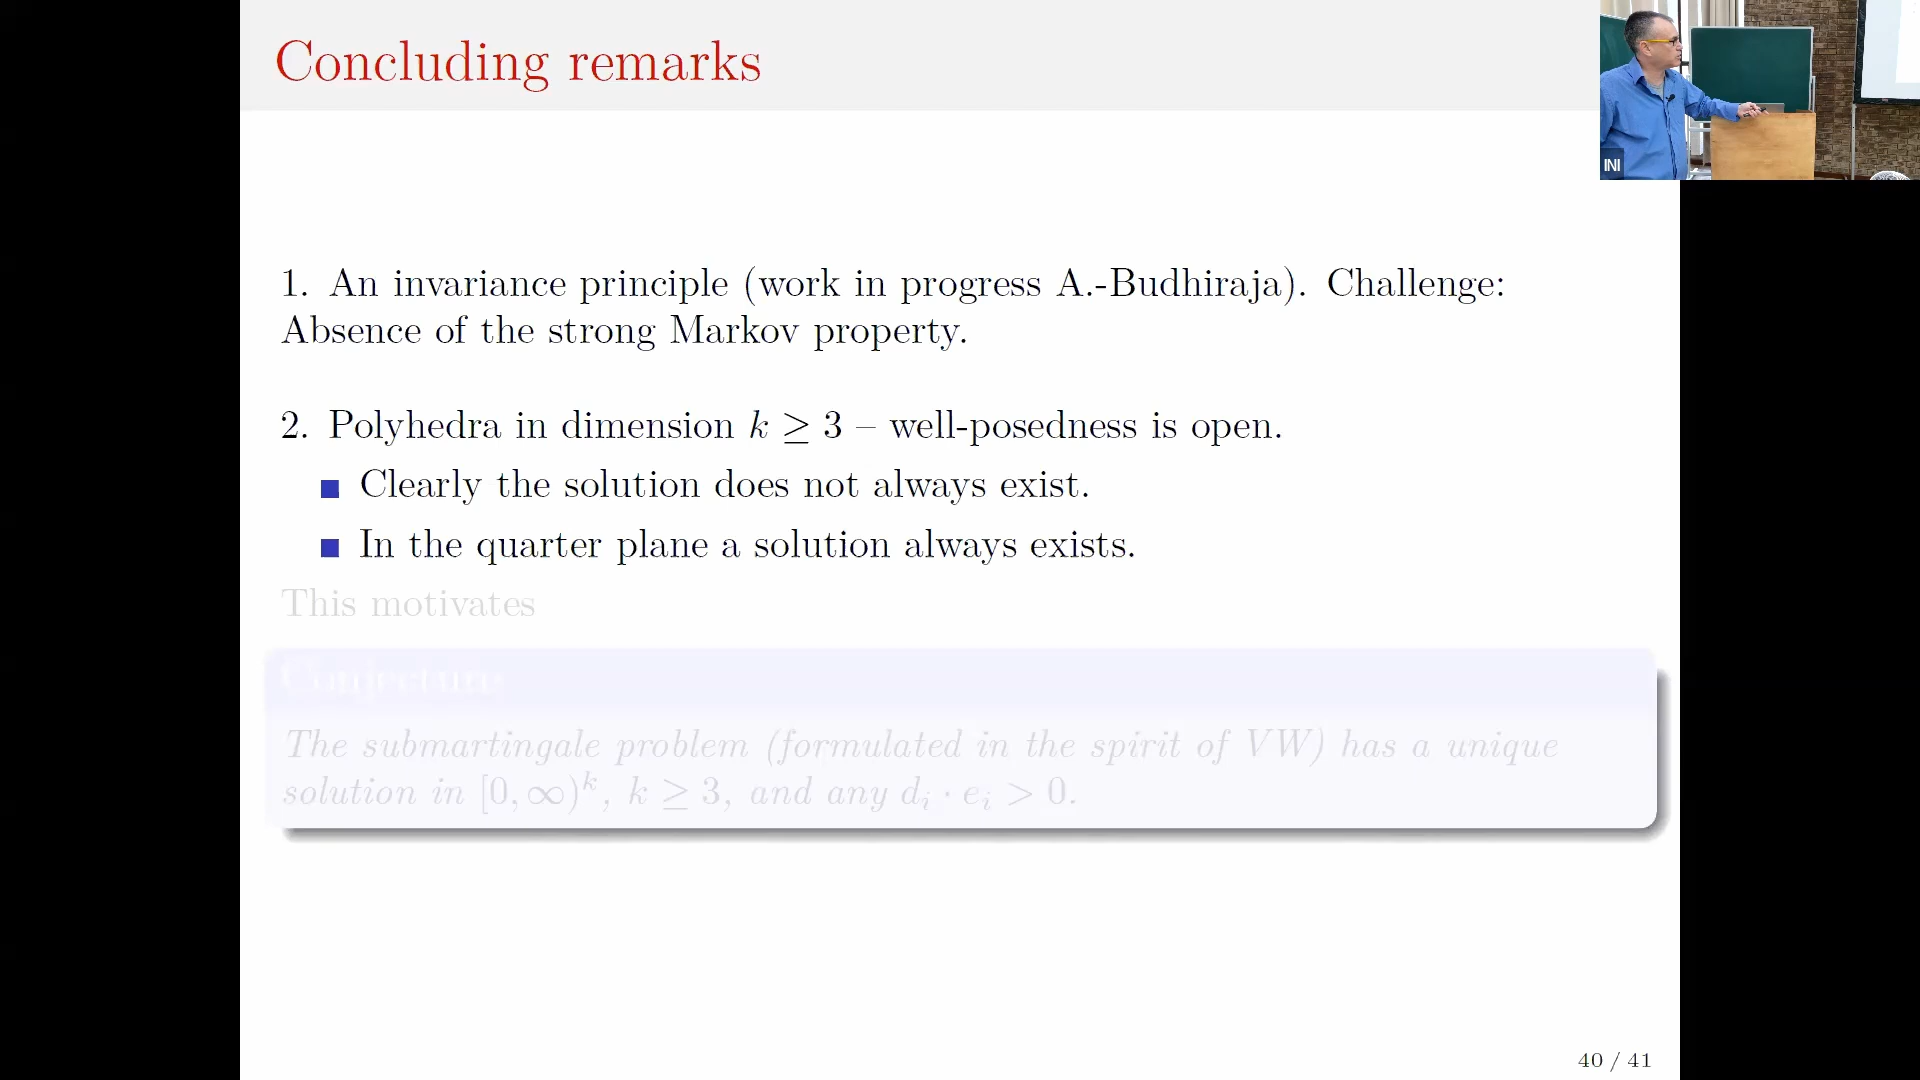 Concluding remarks
INI
1. An invariance principle (work in progress A.-Budhiraja). Challenge:
Absence of the strong Markov property.
2. Polyhedra in dimension k ≥ 3 – well-posedness is open.
■ Clearly the solution does not always exist.
■ In the quarter plane a solution always exists.
This motivates
Conjecture
The submartingale problem (formulated in the spirit of VW) has a unique
solution in [0, ∞)^k, k ≥ 3, and any d_i · e_i > 0.
40 / 41